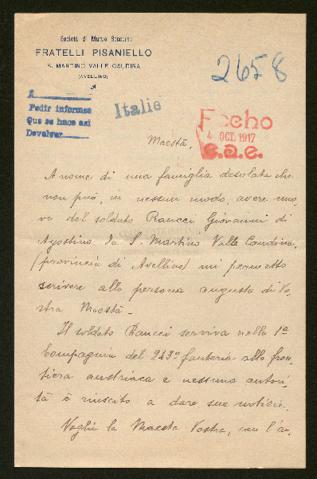 Società di Mutuo Soccorso
FRATELLI PISANIELLO
S. MARTINO VALLE CAUDINA
(AVELLINO)
2658
A
Pedir informes
Que se hace asi
Devolver
Italie
Fecho
4 OCT. 1917
e.a.e.
Maestà,
A nome di una famiglia desolata che
non può, in nessun modo, avere nuo-
ve del soldato Raucci Giovanni di
Agostino da S. Martino Valle Caudina
(provincia di Avellino) mi permetto
scrivere alla persona augusta di Vo-
stra Maestà.
Il soldato Raucci serviva nella 1ª
Compagnia del 243º fanteria alla fron-
tiera austriaca e nessuna autori-
tà è riuscito a dare sue notizie.
Voglia la Maestà Vostra, con l'au-